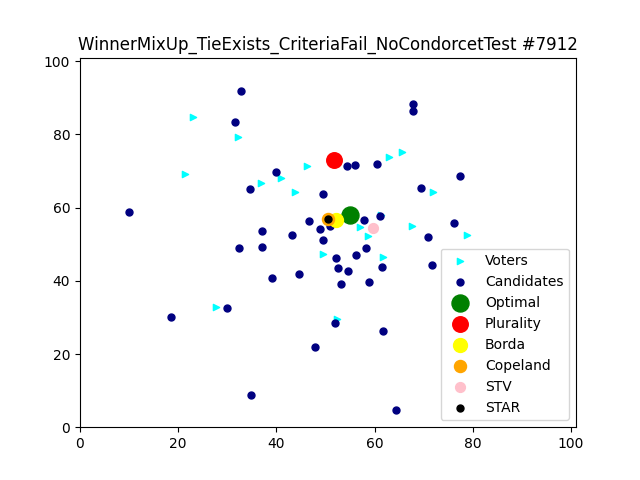 WinnerMixUp_TieExists_CriteriaFail_NoCondorcetTest #7912
100
80
60
40
20
0
0 20 40 60 80 100
Voters
Candidates
Optimal
Plurality
Borda
Copeland
STV
STAR